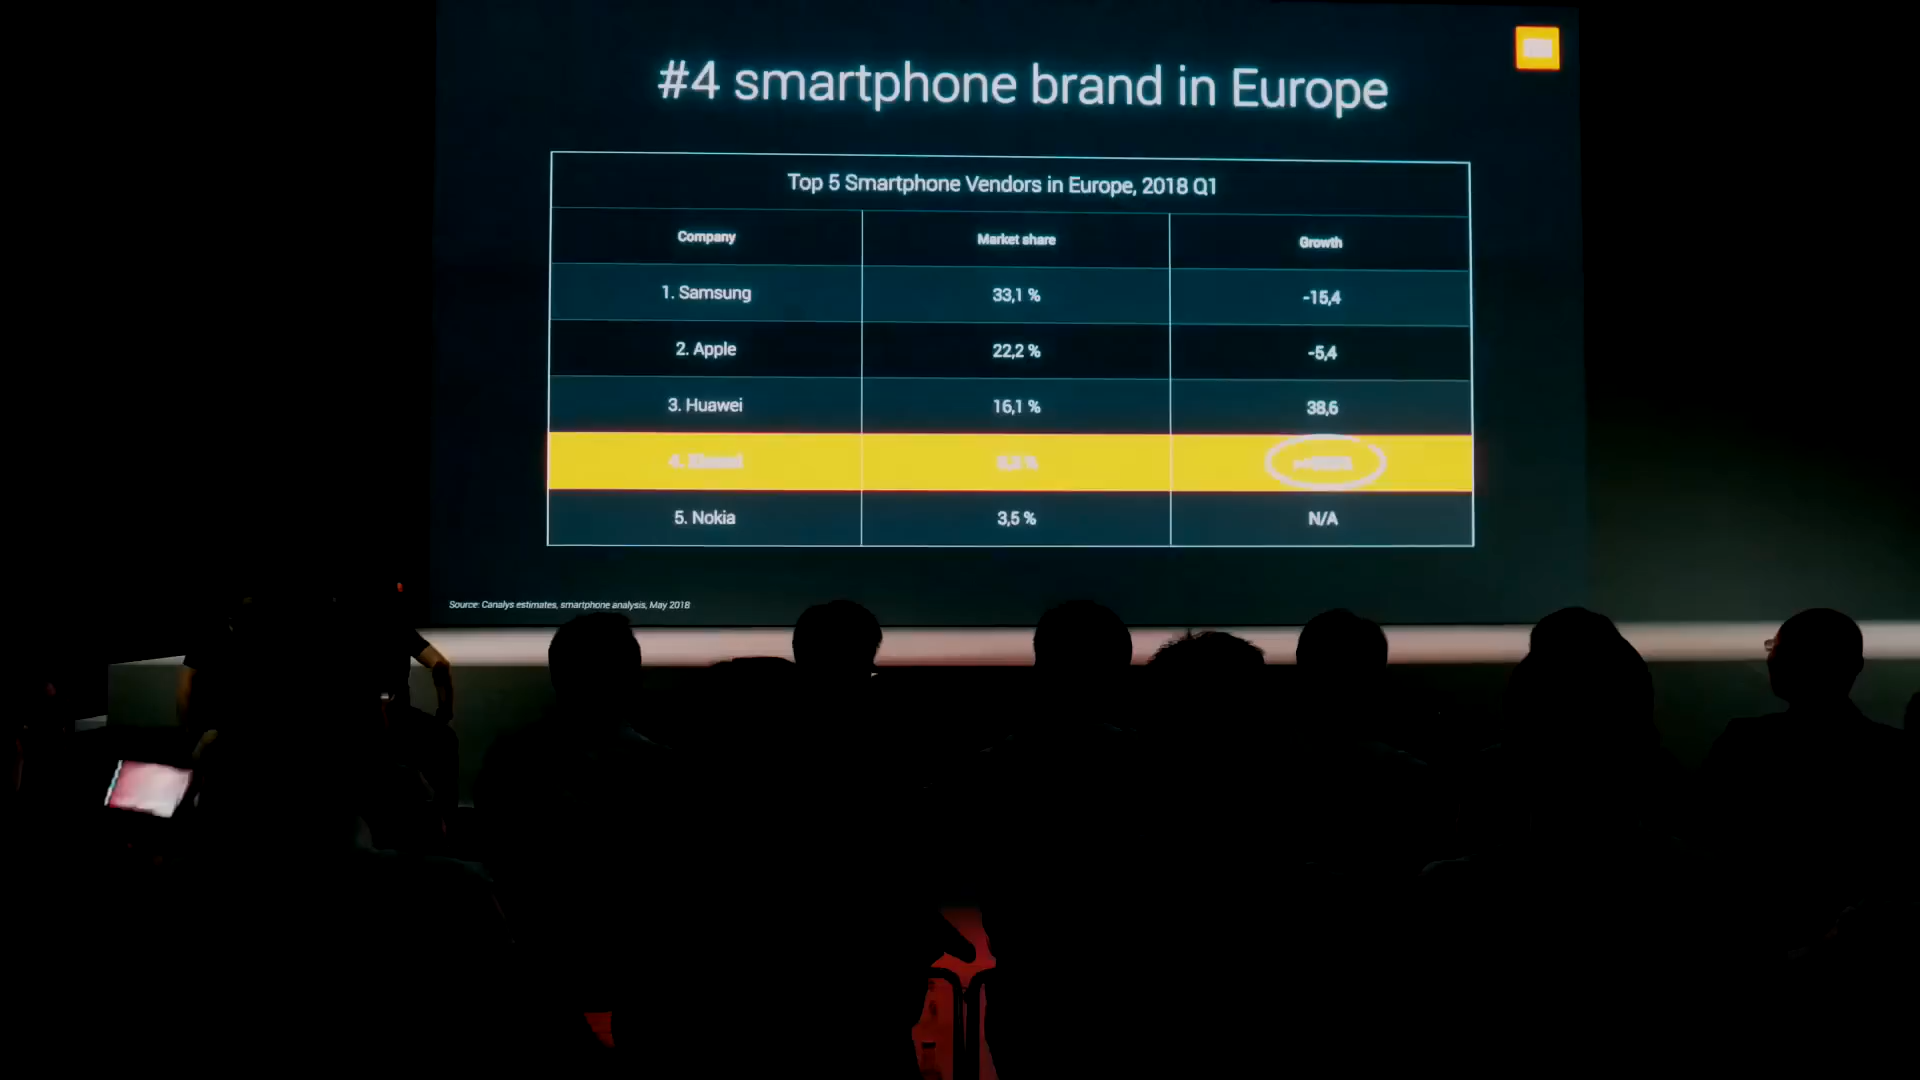 #4 smartphone brand in Europe
Top 5 Smartphone Vendors in Europe, 2018 Q1
Company Market share Growth
1. Samsung 33,1 % -15,4
2. Apple 22,2 % -5,4
3. Huawei 16,1 % 38,6
4. Xiaomi
5. Nokia 3,5 % N/A
Source: Canalys estimates, smartphone analysis, May 2018